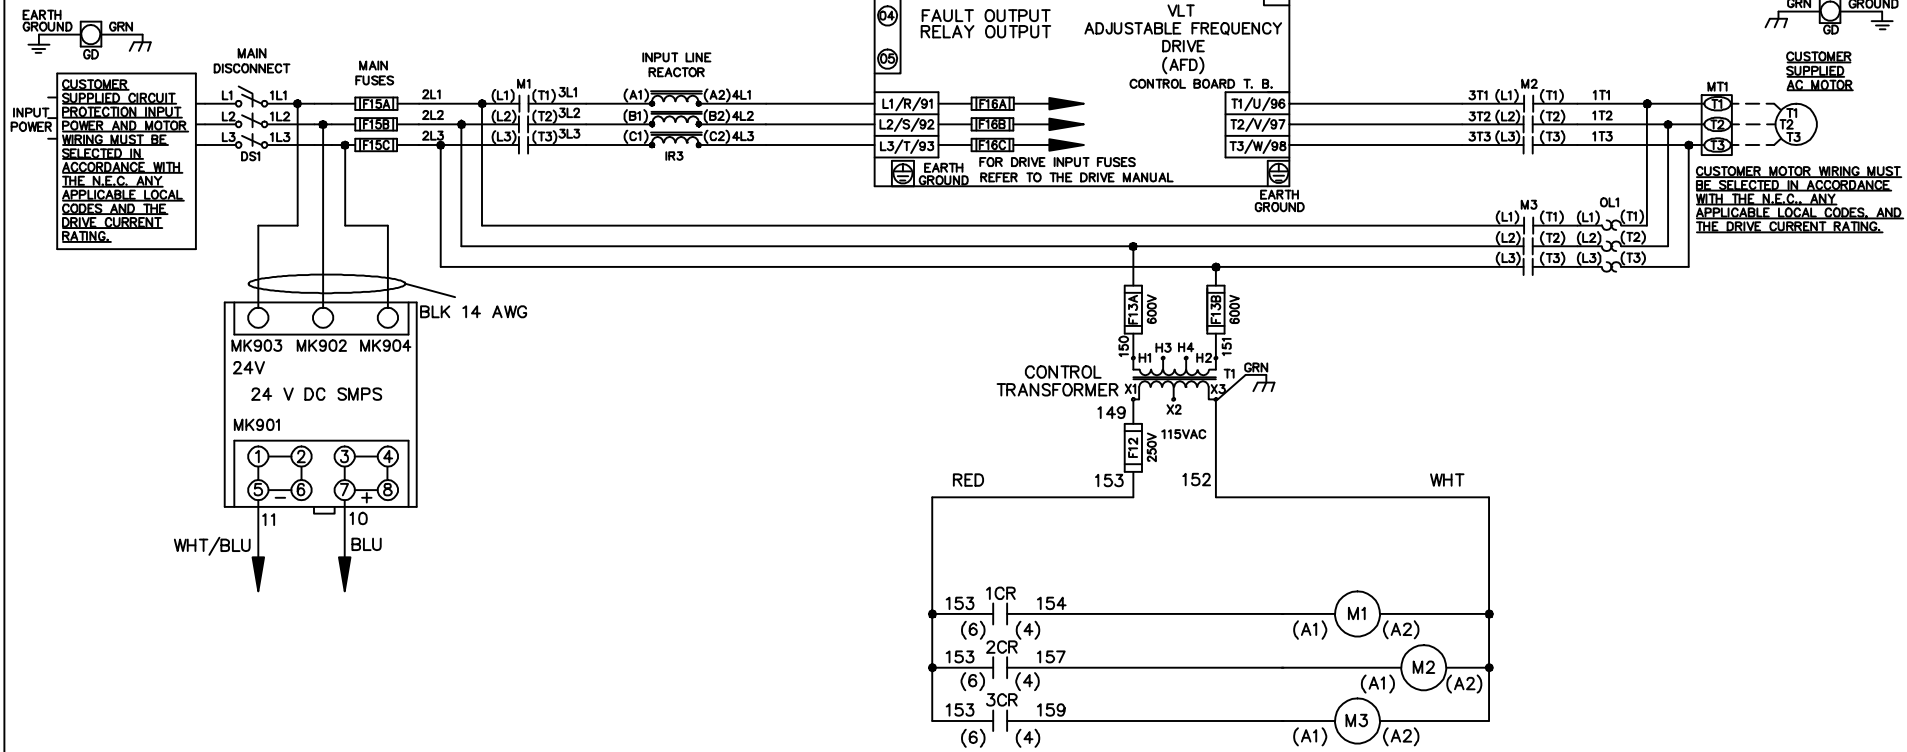 EARTH
GROUND
GRN
GD
04
FAULT OUTPUT
RELAY OUTPUT
05
VLT
ADJUSTABLE FREQUENCY
DRIVE
(AFD)
CONTROL BOARD T. B.
GRN
GROUND
GD
CUSTOMER
SUPPLIED
AC MOTOR
MAIN
DISCONNECT
MAIN
FUSES
INPUT LINE
REACTOR
INPUT
POWER
CUSTOMER
SUPPLIED CIRCUIT
PROTECTION INPUT
POWER AND MOTOR
WIRING MUST BE
SELECTED IN
ACCORDANCE WITH
THE N.E.C. ANY
APPLICABLE LOCAL
CODES AND THE
DRIVE CURRENT
RATING.
M1
M2
MT1
L1 1L1 F15A 2L1 (L1) (T1) 3L1 (A1) (A2) 4L1 L1/R/91 F16A T1/U/96 3T1 (L1) (T1) 1T1 T1 T1
L2 1L2 F15B 2L2 (L2) (T2) 3L2 (B1) (B2) 4L2 L2/S/92 F16B T2/V/97 3T2 (L2) (T2) 1T2 T2 T2
L3 1L3 F15C 2L3 (L3) (T3) 3L3 (C1) (C2) 4L3 L3/T/93 F16C T3/W/98 3T3 (L3) (T3) 1T3 T3 T3
DS1
IR3
EARTH
GROUND
FOR DRIVE INPUT FUSES
REFER TO THE DRIVE MANUAL
EARTH
GROUND
CUSTOMER MOTOR WIRING MUST
BE SELECTED IN ACCORDANCE
WITH THE N.E.C., ANY
APPLICABLE LOCAL CODES, AND
THE DRIVE CURRENT RATING.
M3 OL1
(L1) (T1) (L1) (T1)
(L2) (T2) (L2) (T2)
(L3) (T3) (L3) (T3)
BLK 14 AWG
MK903 MK902 MK904
24V
24 V DC SMPS
MK901
1 2 3 4
5 - 6 7 + 8
11 10
WHT/BLU BLU
F13A 600V F13B 600V
150 151
H1 H3 H4 H2
CONTROL
TRANSFORMER
T1
GRN
X1 X2 X3
149
115VAC
F12 250V
153 152
RED WHT
1CR
153 154 M1
(6) (4) (A1) (A2)
2CR
153 157 M2
(6) (4) (A1) (A2)
3CR
153 159 M3
(6) (4) (A1) (A2)